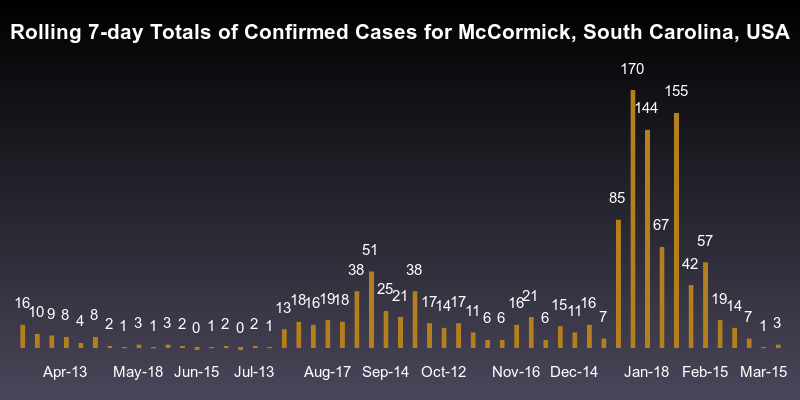 Rolling 7-day Totals of Confirmed Cases for McCormick, South Carolina, USA
16 10 9 8 4 8 2 1 3 1 3 2 0 1 2 0 2 1 13 18 16 19 18 38 51 25 21 38 17 14 17 11 6 6 16 21 6 15 11 16 7 85 170 144 67 155 42 57 19 14 7 1 3
Apr-13 May-18 Jun-15 Jul-13 Aug-17 Sep-14 Oct-12 Nov-16 Dec-14 Jan-18 Feb-15 Mar-15